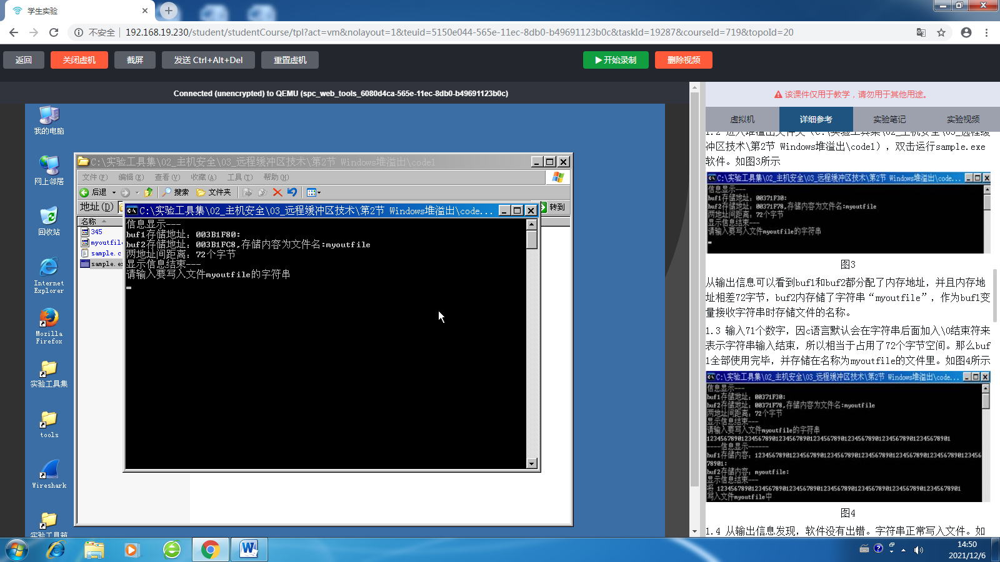 学生实验
不安全 192.168.19.230/student/studentCourse/tpl?act=vm&nolayout=1&teuid=5150e044-565e-11ec-8db0-b49691123b0c&taskId=19287&courseId=719&topoId=20
返回 关闭虚机 截屏 发送 Ctrl+Alt+Del 重置虚机 开始录制 删除视频
Connected (unencrypted) to QEMU (spc_web_tools_6080d4ca-565e-11ec-8db0-b49691123b0c)
我的电脑
网上邻居
回收站
Internet
Explorer
Mozilla
Firefox
实验工具集
tools
Wireshark
实验工具箱
C:\实验工具集\02_主机安全\03_远程缓冲区技术\第2节 Windows堆溢出\code1
文件(F) 编辑(E) 查看(V) 收藏(A) 工具(T) 帮助(H)
后退 搜索 文件夹
地址(D) 转到
名称
345
myoutfil
sample.c
sample.ex
C:\实验工具集\02_主机安全\03_远程缓冲区技术\第2节 Windows堆溢出\code...
信息显示---
buf1存储地址：003B1F80:
buf2存储地址：003B1FC8,存储内容为文件名:myoutfile
两地址间距离：72个字节
显示信息结束---
请输入要写入文件myoutfile的字符串
该课件仅用于教学，请勿用于其他用途。
虚拟机 详细参考 实验笔记 实验视频
1.2 进入堆溢出文件夹（C:\实验工具集\02_主机安全\03_远程缓
冲区技术\第2节 Windows堆溢出\code1），双击运行sample.exe
软件。如图3所示
C:\实验工具集\02_主机安全\03_远程缓冲区技术\第2节 Windows堆溢出\code...
信息显示---
buf1存储地址：00371F30:
buf2存储地址：00371F78,存储内容为文件名:myoutfile
两地址间距离：72个字节
显示信息结束---
请输入要写入文件myoutfile的字符串
图3
从输出信息可以看到buf1和buf2都分配了内存地址，并且内存地
址相差72字节，buf2内存储了字符串“myoutfile”，作为buf1变
量接收字符串时存储文件的名称。
1.3 输入71个数字，因c语言默认会在字符串后面加入\0结束符来
表示字符串输入结束，所以相当于占用了72个字节空间。那么buf
1全部使用完毕，并存储在名称为myoutfile的文件里。如图4所示
C:\实验工具集\02_主机安全\03_远程缓冲区技术\第2节 Windows堆溢出\code...
信息显示---
buf1存储地址：00371F30:
buf2存储地址：00371F78,存储内容为文件名:myoutfile
两地址间距离：72个字节
显示信息结束---
请输入要写入文件myoutfile的字符串
12345678901234567890123456789012345678901234567890123456789012345678901
----信息显示------
buf1存储内容：123456789012345678901234567890123456789012345678901234567890123456
78901:
buf2存储内容：myoutfile:
显示信息结束---
将 12345678901234567890123456789012345678901234567890123456789012345678901
写入文件myoutfile中
图4
1.4 从输出信息发现，软件没有出错。字符串正常写入文件。如
14:50
2021/12/6